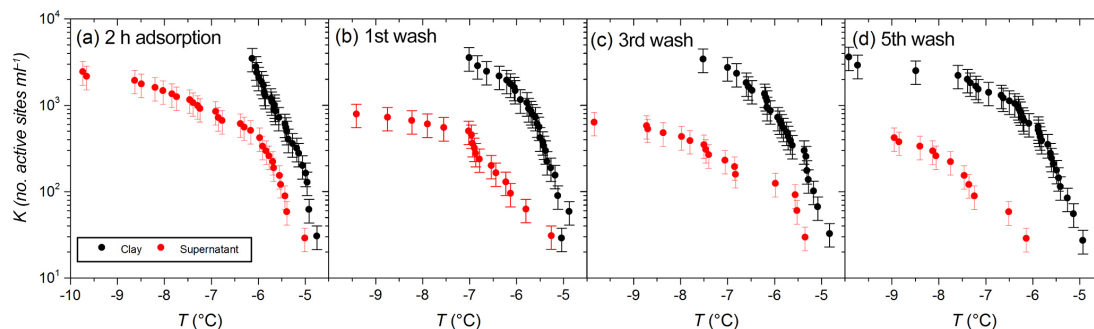 (a) 2 h adsorption
(b) 1st wash
(c) 3rd wash
(d) 5th wash
K (no. active sites ml⁻¹)
10⁴
10³
10²
10¹
Clay
Supernatant
-10 -9 -8 -7 -6 -5
-9 -8 -7 -6 -5
-9 -8 -7 -6 -5
-9 -8 -7 -6 -5
T (°C)
T (°C)
T (°C)
T (°C)